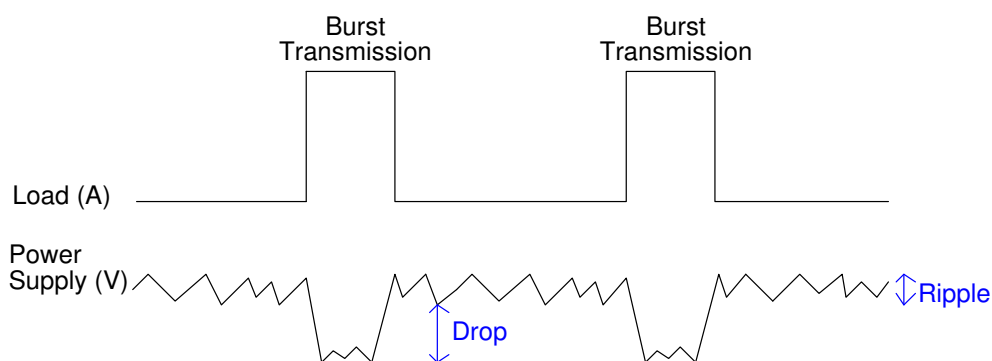 Burst
Transmission
Burst
Transmission
Load (A)
Power
Supply (V)
Ripple
Drop